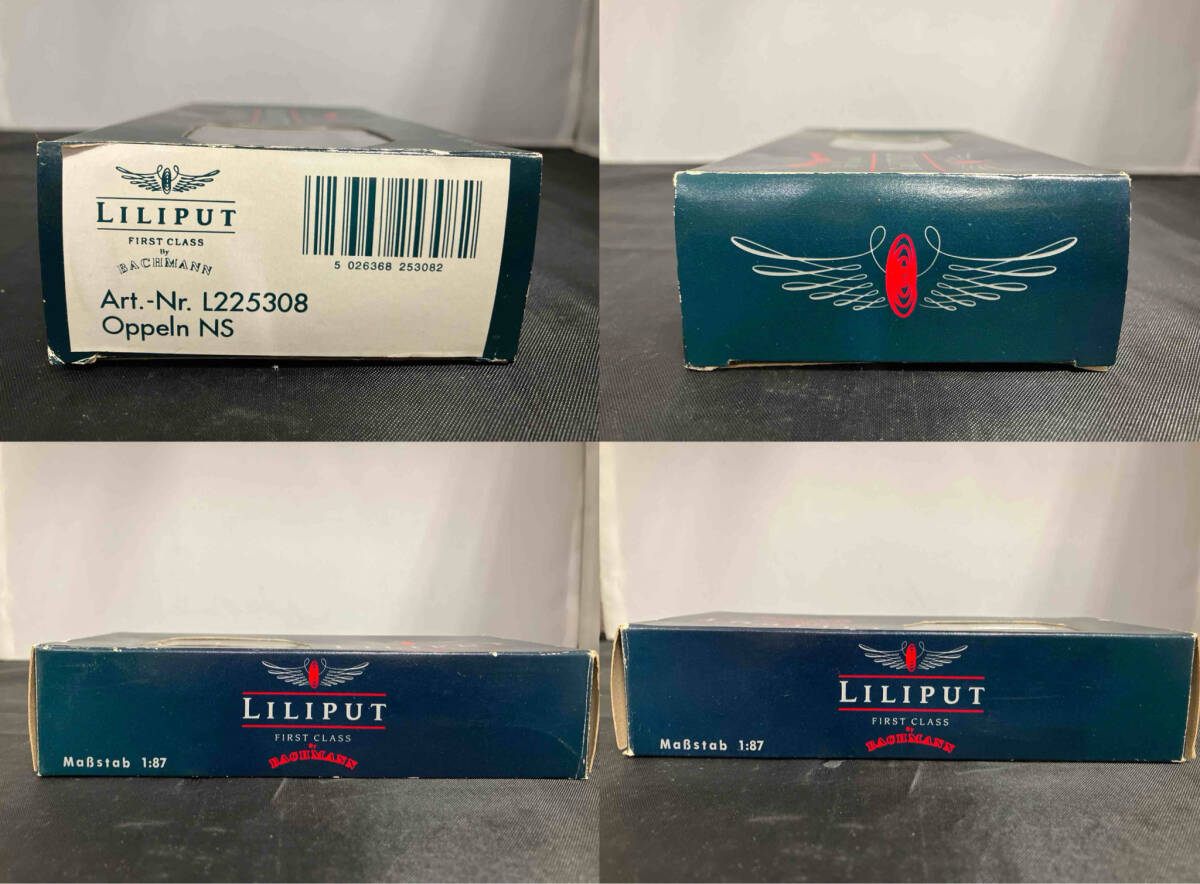 LILIPUT
FIRST CLASS
By
BACHMANN
5 026368 253082
Art.-Nr. L225308
Oppeln NS
LILIPUT
FIRST CLASS
BY
BACHMANN
Maßstab 1:87
LILIPUT
FIRST CLASS
BY
BACHMANN
Maßstab 1:87